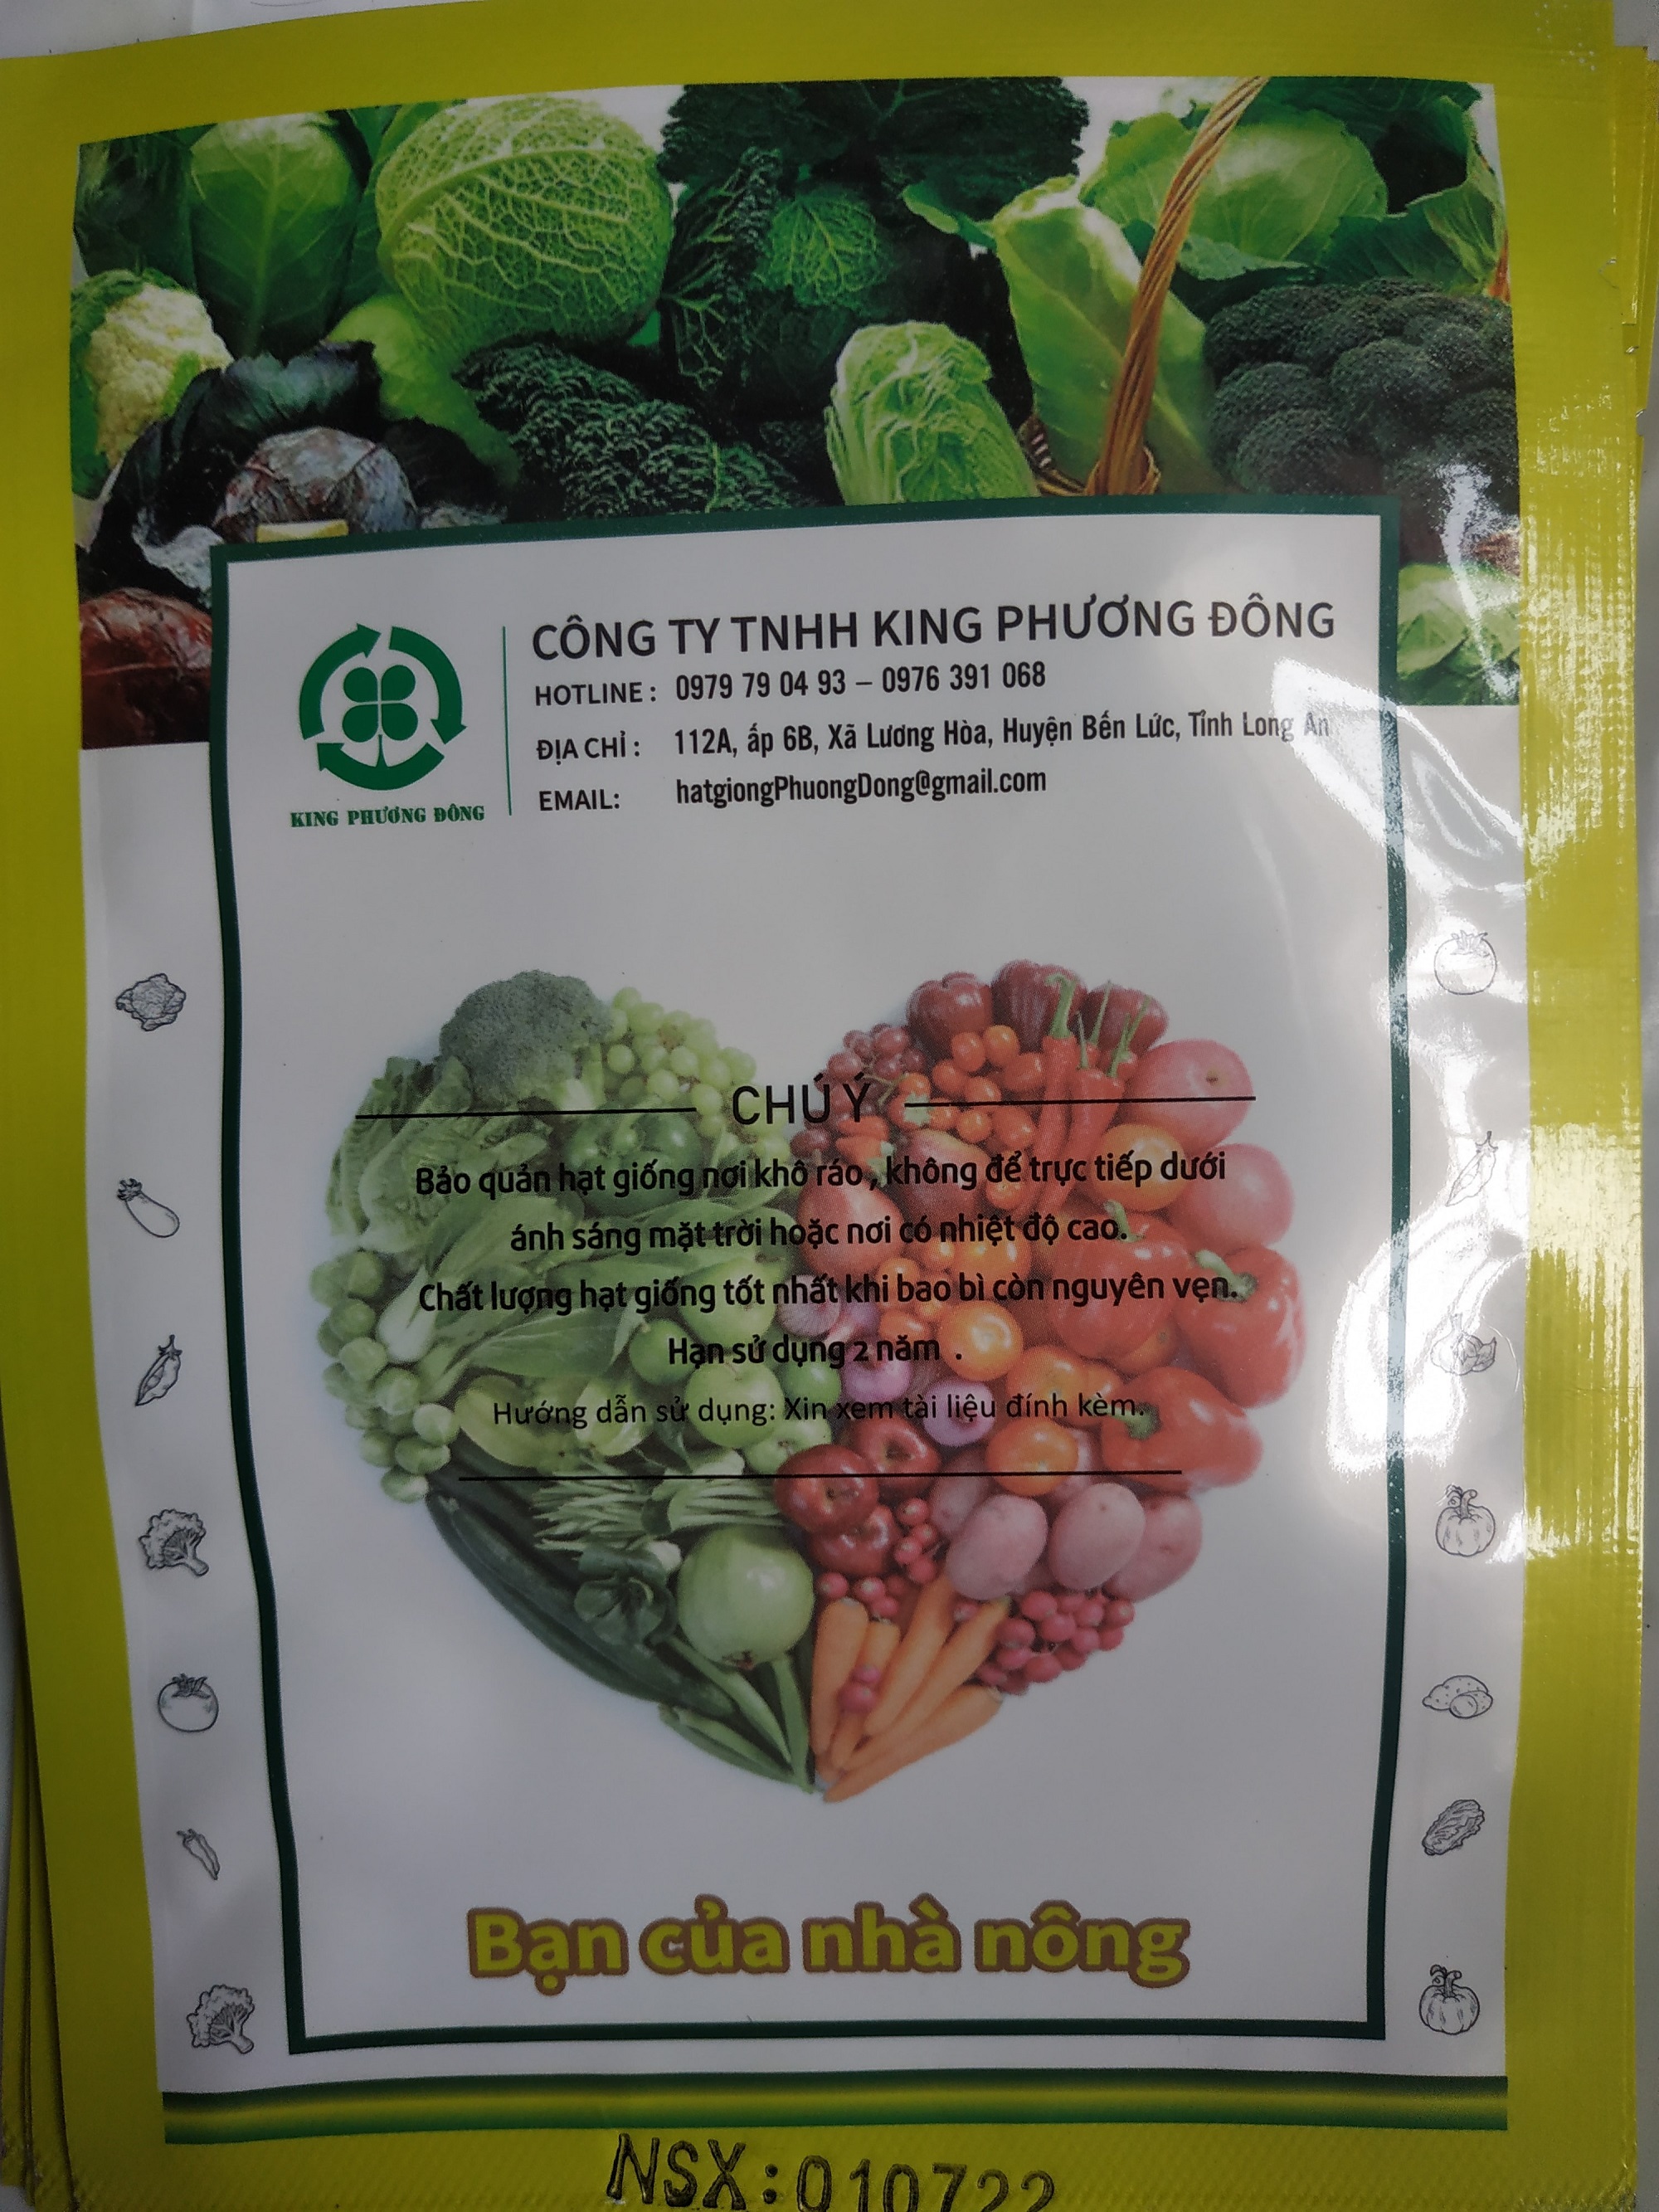 CÔNG TY TNHH KING PHƯƠNG ĐÔNG
HOTLINE : 0979 79 04 93 – 0976 391 068
ĐỊA CHỈ : 112A, ấp 6B, Xã Lương Hòa, Huyện Bến Lức, Tỉnh Long An
EMAIL: hatgiongPhuongDong@gmail.com
KING PHƯƠNG ĐÔNG
CHÚ Ý
Bảo quản hạt giống nơi khô ráo , không để trực tiếp dưới
ánh sáng mặt trời hoặc nơi có nhiệt độ cao.
Chất lượng hạt giống tốt nhất khi bao bì còn nguyên vẹn.
Hạn sử dụng 2 năm .
Hướng dẫn sử dụng: Xin xem tài liệu đính kèm.
Bạn của nhà nông
NSX:010722